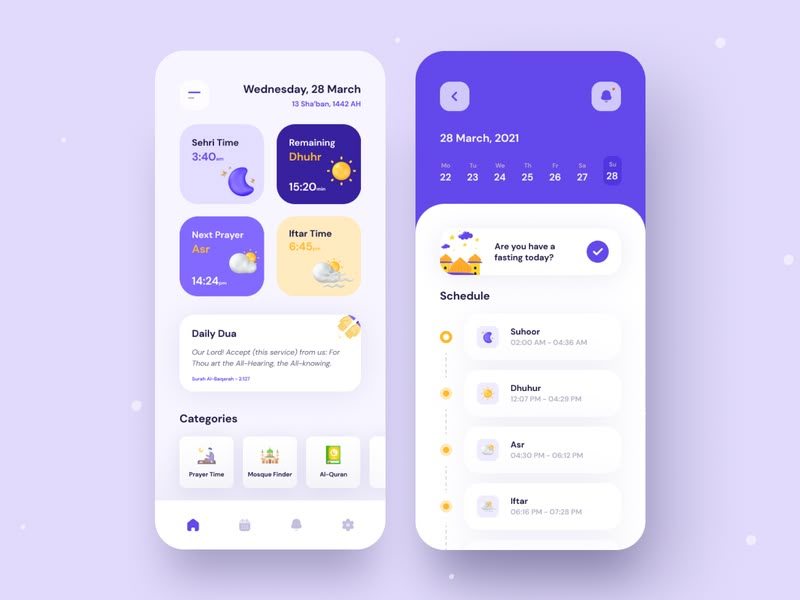 Wednesday, 28 March
13 Sha'ban, 1442 AH
Sehri Time
3:40am
Remaining
Dhuhr
15:20min
Next Prayer
Asr
14:24pm
Iftar Time
6:45pm
Daily Dua
Our Lord! Accept (this service) from us: For
Thou art the All-Hearing, the All-knowing.
Surah Al-Baqarah - 2:127
Categories
Prayer Time
Mosque Finder
Al-Quran
28 March, 2021
Mo Tu We Th Fr Sa Su
22 23 24 25 26 27 28
Are you have a
fasting today?
Schedule
Suhoor
02:00 AM - 04:36 AM
Dhuhur
12:07 PM - 04:29 PM
Asr
04:30 PM - 06:12 PM
Iftar
06:16 PM - 07:28 PM